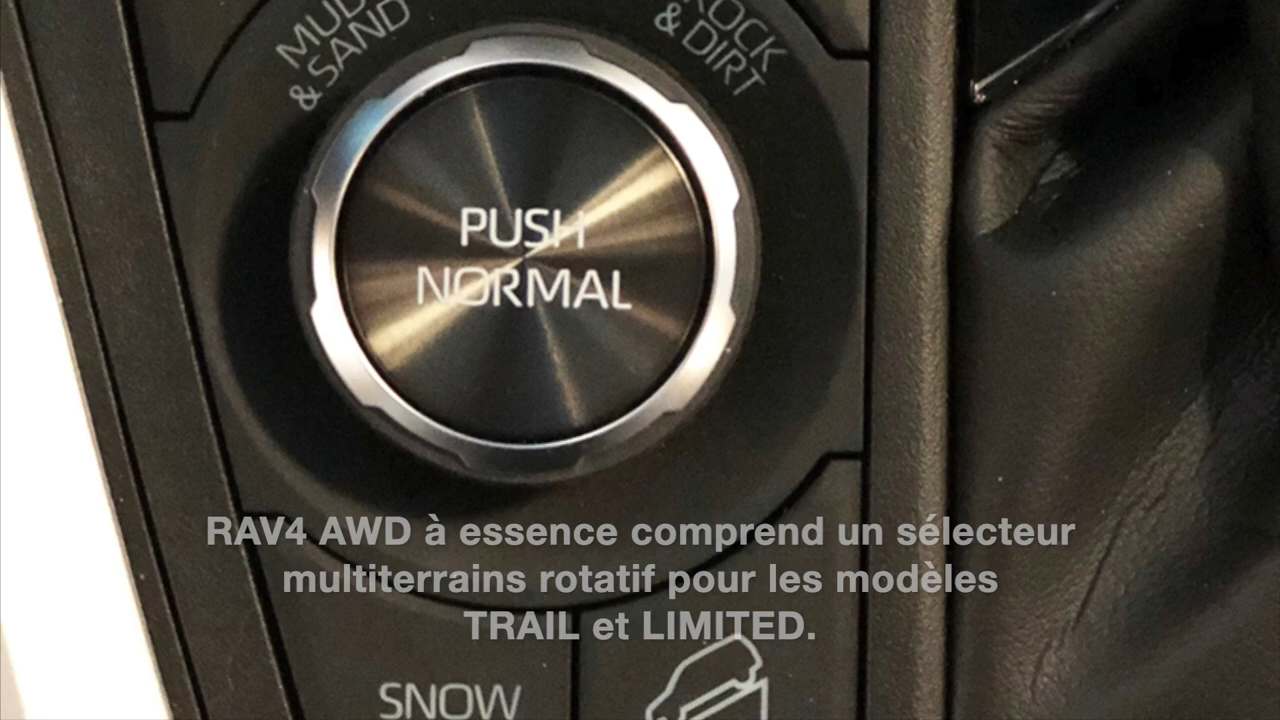 MUD
& SAND
ROCK
& DIRT
PUSH
NORMAL
RAV4 AWD à essence comprend un sélecteur
multiterrains rotatif pour les modèles
TRAIL et LIMITED.
SNOW